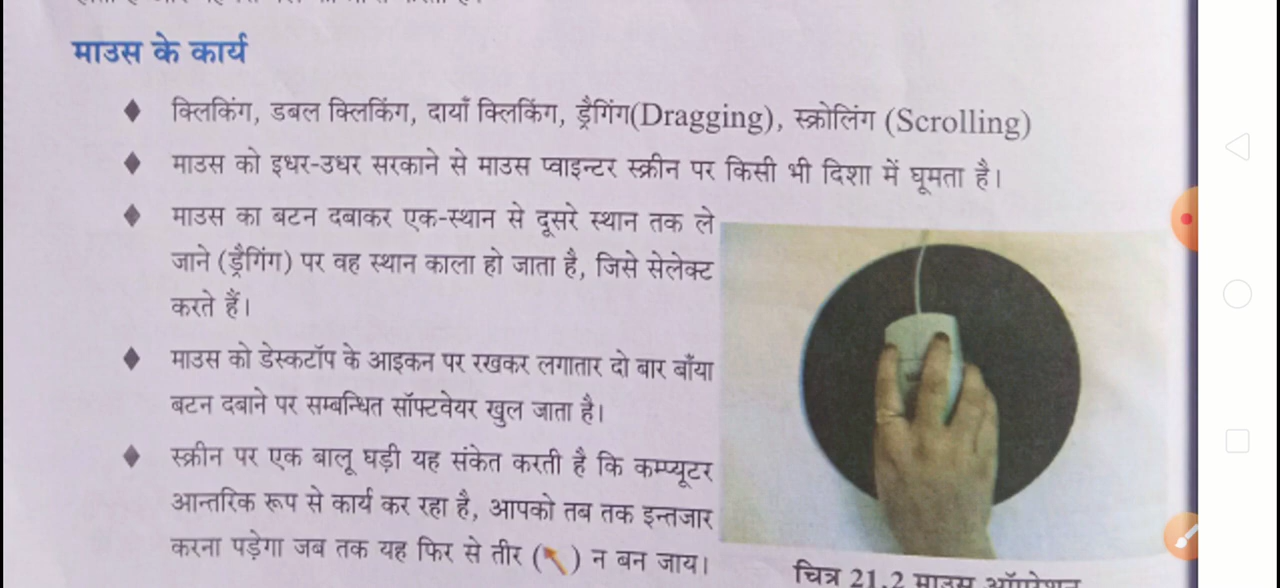 माउस के कार्य
क्लिकिंग, डबल क्लिकिंग, दायाँ क्लिकिंग, ड्रैगिंग(Dragging), स्क्रोलिंग (Scrolling)
माउस को इधर-उधर सरकाने से माउस प्वाइन्टर स्क्रीन पर किसी भी दिशा में घूमता है।
माउस का बटन दबाकर एक-स्थान से दूसरे स्थान तक ले
जाने (ड्रैगिंग) पर वह स्थान काला हो जाता है, जिसे सेलेक्ट
करते हैं।
माउस को डेस्कटॉप के आइकन पर रखकर लगातार दो बार बाँया
बटन दबाने पर सम्बन्धित सॉफ्टवेयर खुल जाता है।
स्क्रीन पर एक बालू घड़ी यह संकेत करती है कि कम्प्यूटर
आन्तरिक रूप से कार्य कर रहा है, आपको तब तक इन्तजार
करना पड़ेगा जब तक यह फिर से तीर ( ) न बन जाय।
चित्र 21.2 माउस ऑपरेशन